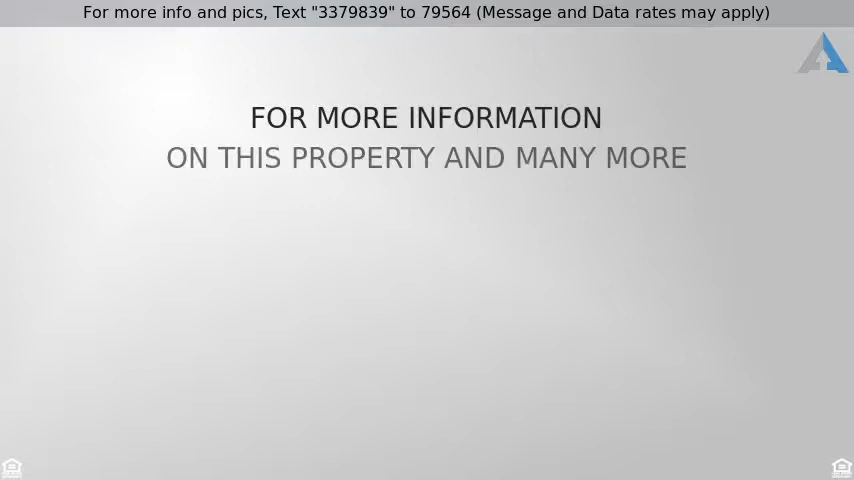 For more info and pics, Text "3379839" to 79564 (Message and Data rates may apply)
FOR MORE INFORMATION
ON THIS PROPERTY AND MANY MORE